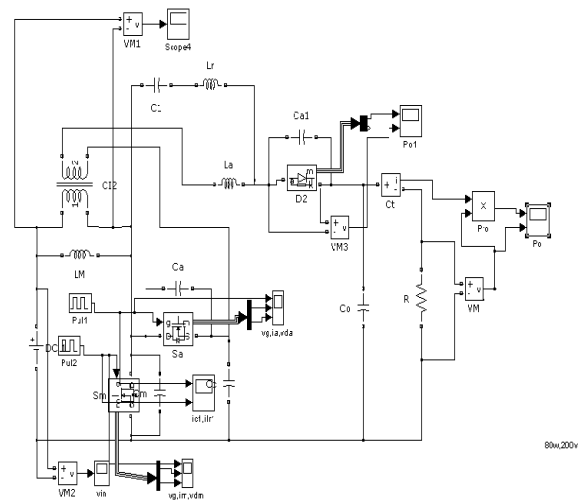 VM1
Scope4
Lr
C1
Ca1
Po1
La
D2
CI2
VM3
Ct
Pro
Po
LM
Ca
VM
Pul1
Sa
vg,ia,vda
Co
R
DC
Pul2
Sm
icf,ilr1
80w,200v
VM2
vin
vg,irr,vdm